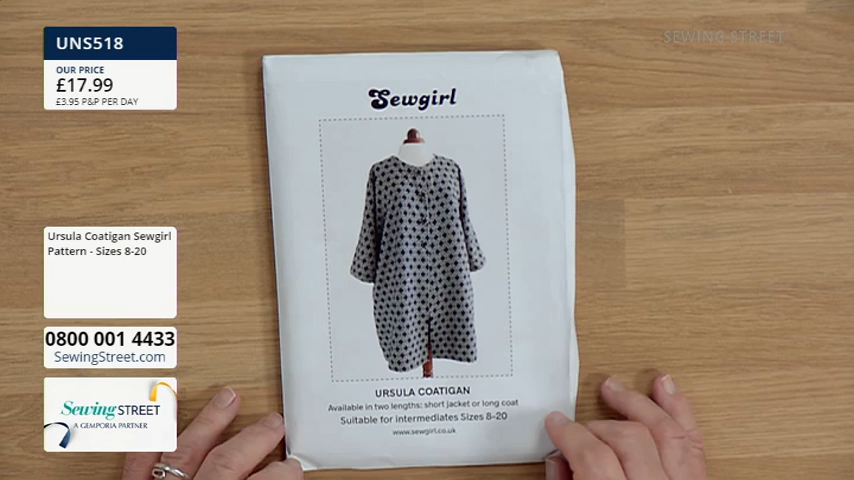 UNS518
OUR PRICE
£17.99
£3.95 P&P PER DAY
Ursula Coatigan Sewgirl
Pattern - Sizes 8-20
0800 001 4433
SewingStreet.com
Sewing STREET
A GEMPORIA PARTNER
SEWING STREET
Sewgirl
URSULA COATIGAN
Available in two lengths: short jacket or long coat
Suitable for intermediates Sizes 8-20
www.sewgirl.co.uk